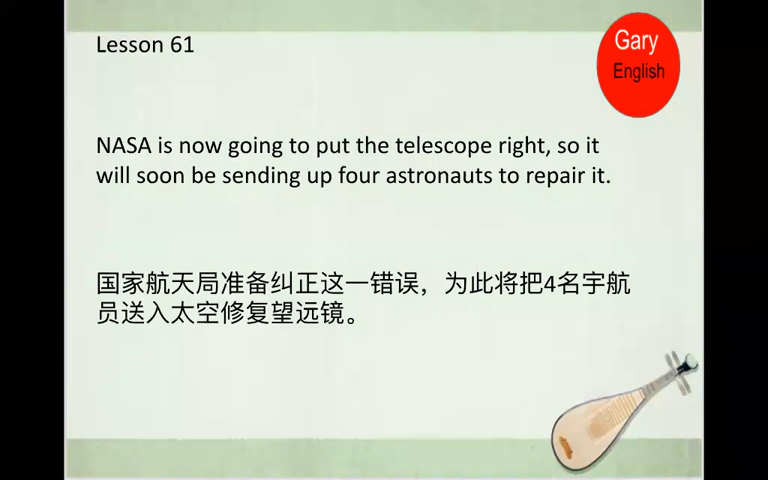 Lesson 61
Gary
English
NASA is now going to put the telescope right, so it
will soon be sending up four astronauts to repair it.
国家航天局准备纠正这一错误，为此将把4名宇航
员送入太空修复望远镜。